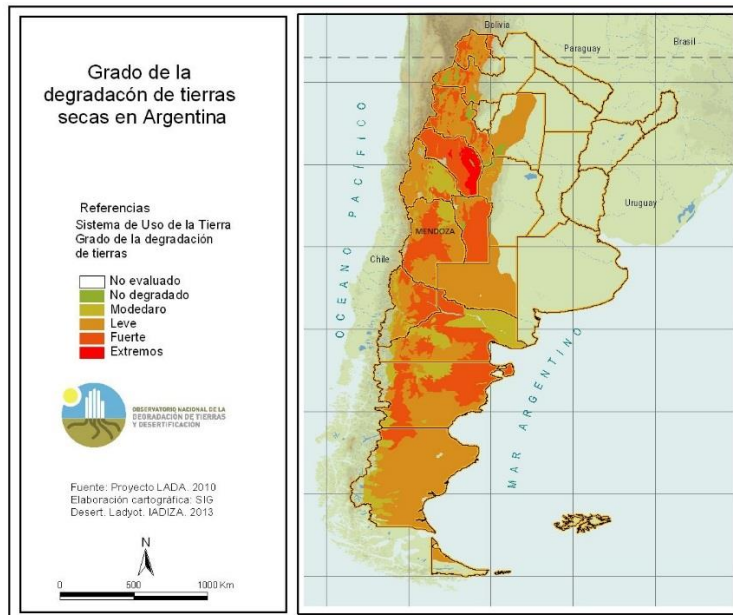 Grado de la
degradacón de tierras
secas en Argentina
Referencias
Sistema de Uso de la Tierra
Grado de la degradación
de tierras
No evaluado
No degradado
Modedaro
Leve
Fuerte
Extremos
OBSERVATORIO NACIONAL DE LA
DEGRADACIÓN DE TIERRAS
Y DESERTIFICACIÓN
Fuente: Proyecto LADA. 2010
Elaboración cartográfica: SIG
Desert. Ladyot. IADIZA. 2013
N
0 500 1000 Km
Bolivia
Paraguay
Brasil
OCEANO PACÍFICO
Uruguay
MENDOZA
Chile
MAR ARGENTINO